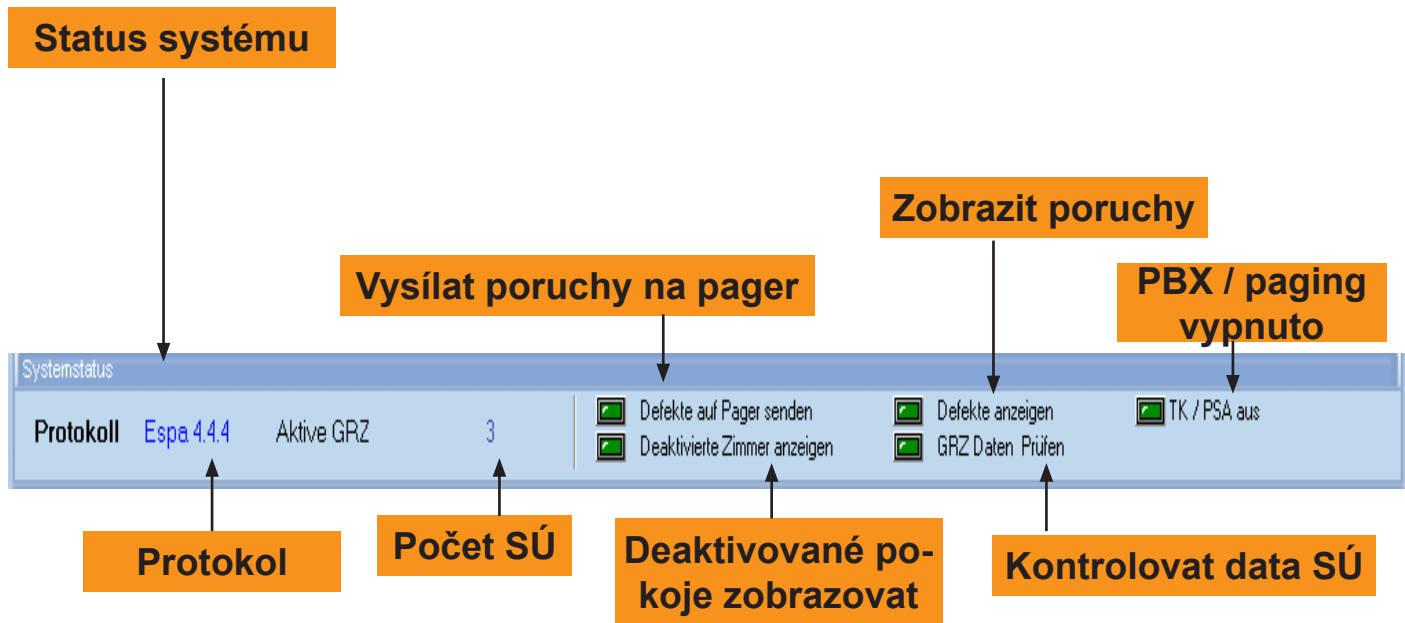 Status systému
Zobrazit poruchy
Vysílat poruchy na pager
PBX / paging
vypnuto
Systemstatus
Protokoll Espa 4.4.4 Aktive GRZ 3
Defekte auf Pager senden
Deaktivierte Zimmer anzeigen
Defekte anzeigen
GRZ Daten Prüfen
TK / PSA aus
Protokol
Počet SÚ
Deaktivované po-
koje zobrazovat
Kontrolovat data SÚ